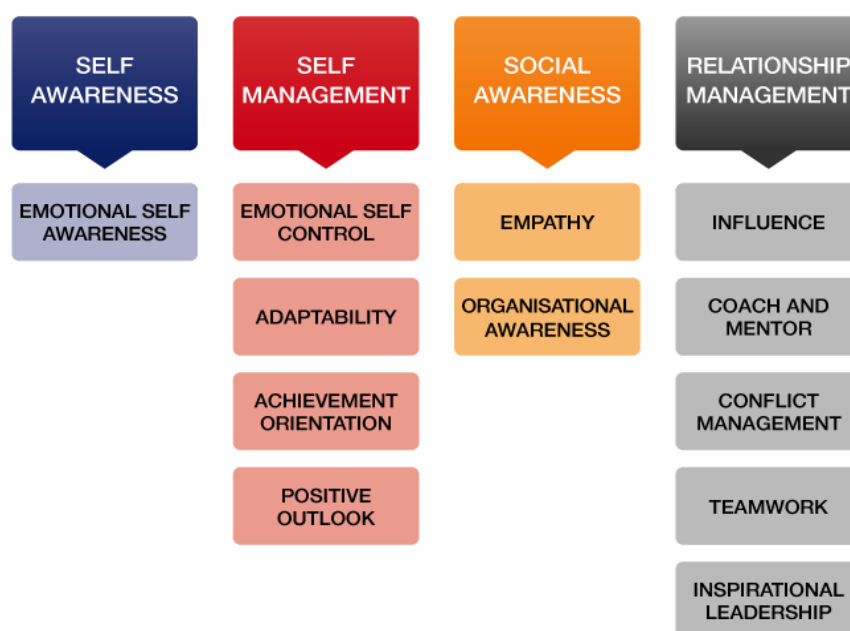 SELF
AWARENESS
EMOTIONAL SELF
AWARENESS
SELF
MANAGEMENT
EMOTIONAL SELF
CONTROL
ADAPTABILITY
ACHIEVEMENT
ORIENTATION
POSITIVE
OUTLOOK
SOCIAL
AWARENESS
EMPATHY
ORGANISATIONAL
AWARENESS
RELATIONSHIP
MANAGEMENT
INFLUENCE
COACH AND
MENTOR
CONFLICT
MANAGEMENT
TEAMWORK
INSPIRATIONAL
LEADERSHIP